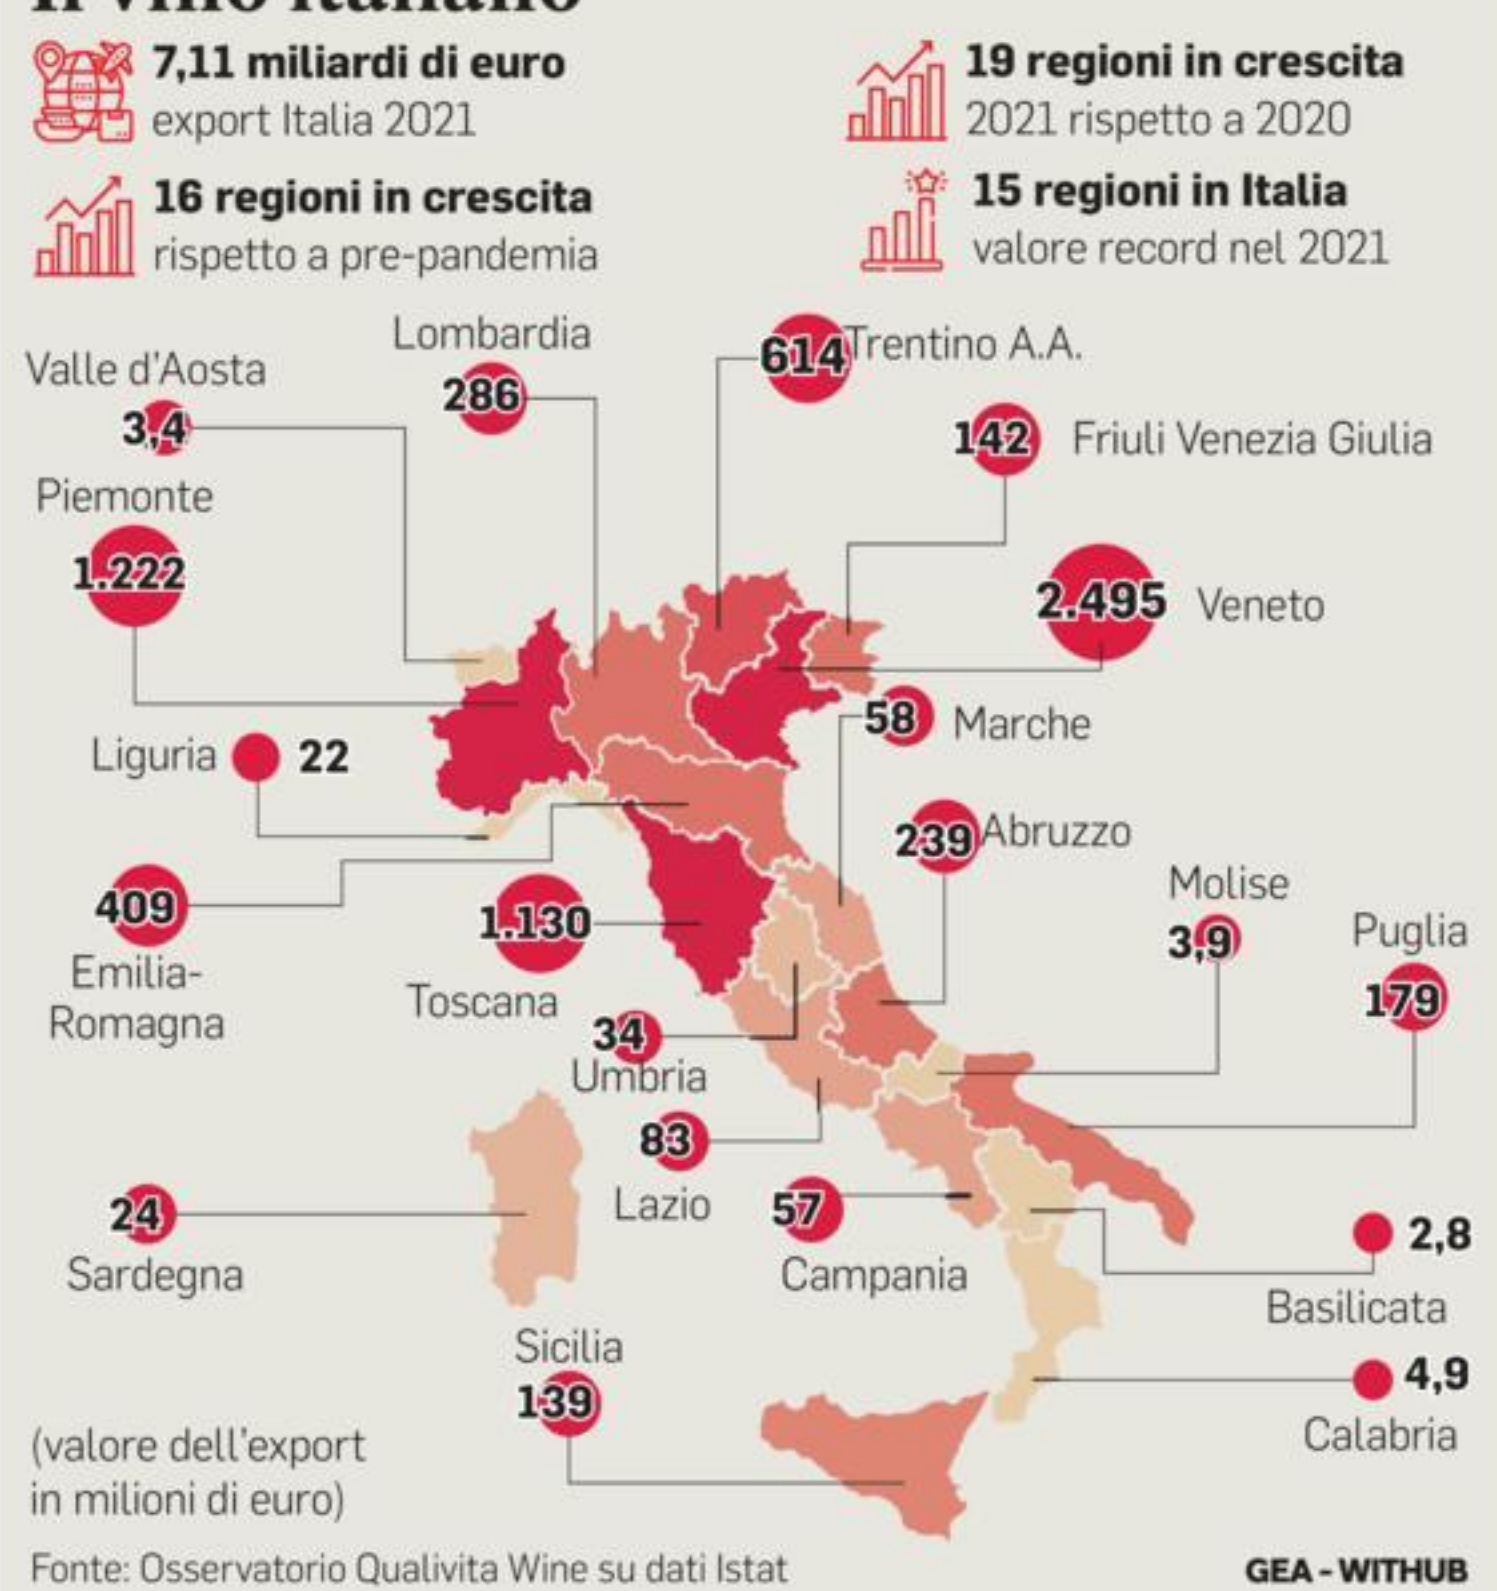 Il vino italiano
7,11 miliardi di euro
export Italia 2021
19 regioni in crescita
2021 rispetto a 2020
16 regioni in crescita
rispetto a pre-pandemia
15 regioni in Italia
valore record nel 2021
Lombardia
286
Trentino A.A.
614
Valle d'Aosta
3,4
142
Friuli Venezia Giulia
Piemonte
1.222
2.495
Veneto
58
Marche
Liguria
22
239
Abruzzo
Molise
3,9
Puglia
179
409
Emilia-
Romagna
1.130
Toscana
34
Umbria
83
Lazio
24
Sardegna
57
Campania
2,8
Basilicata
Sicilia
139
4,9
Calabria
(valore dell'export
in milioni di euro)
Fonte: Osservatorio Qualivita Wine su dati Istat
GEA - WITHUB